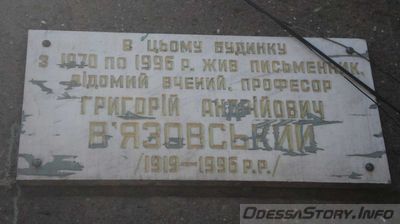 В ЦЬОМУ БУДИНКУ
З 1970 ПО 1996 Р. ЖИВ ПИСЬМЕННИК,
ВІДОМИЙ ВЧЕНИЙ, ПРОФЕСОР
ГРИГОРІЙ АНДРІЙОВИЧ
В'ЯЗОВСЬКИЙ
/1919—1996 Р.Р./
OdessaStory.Info